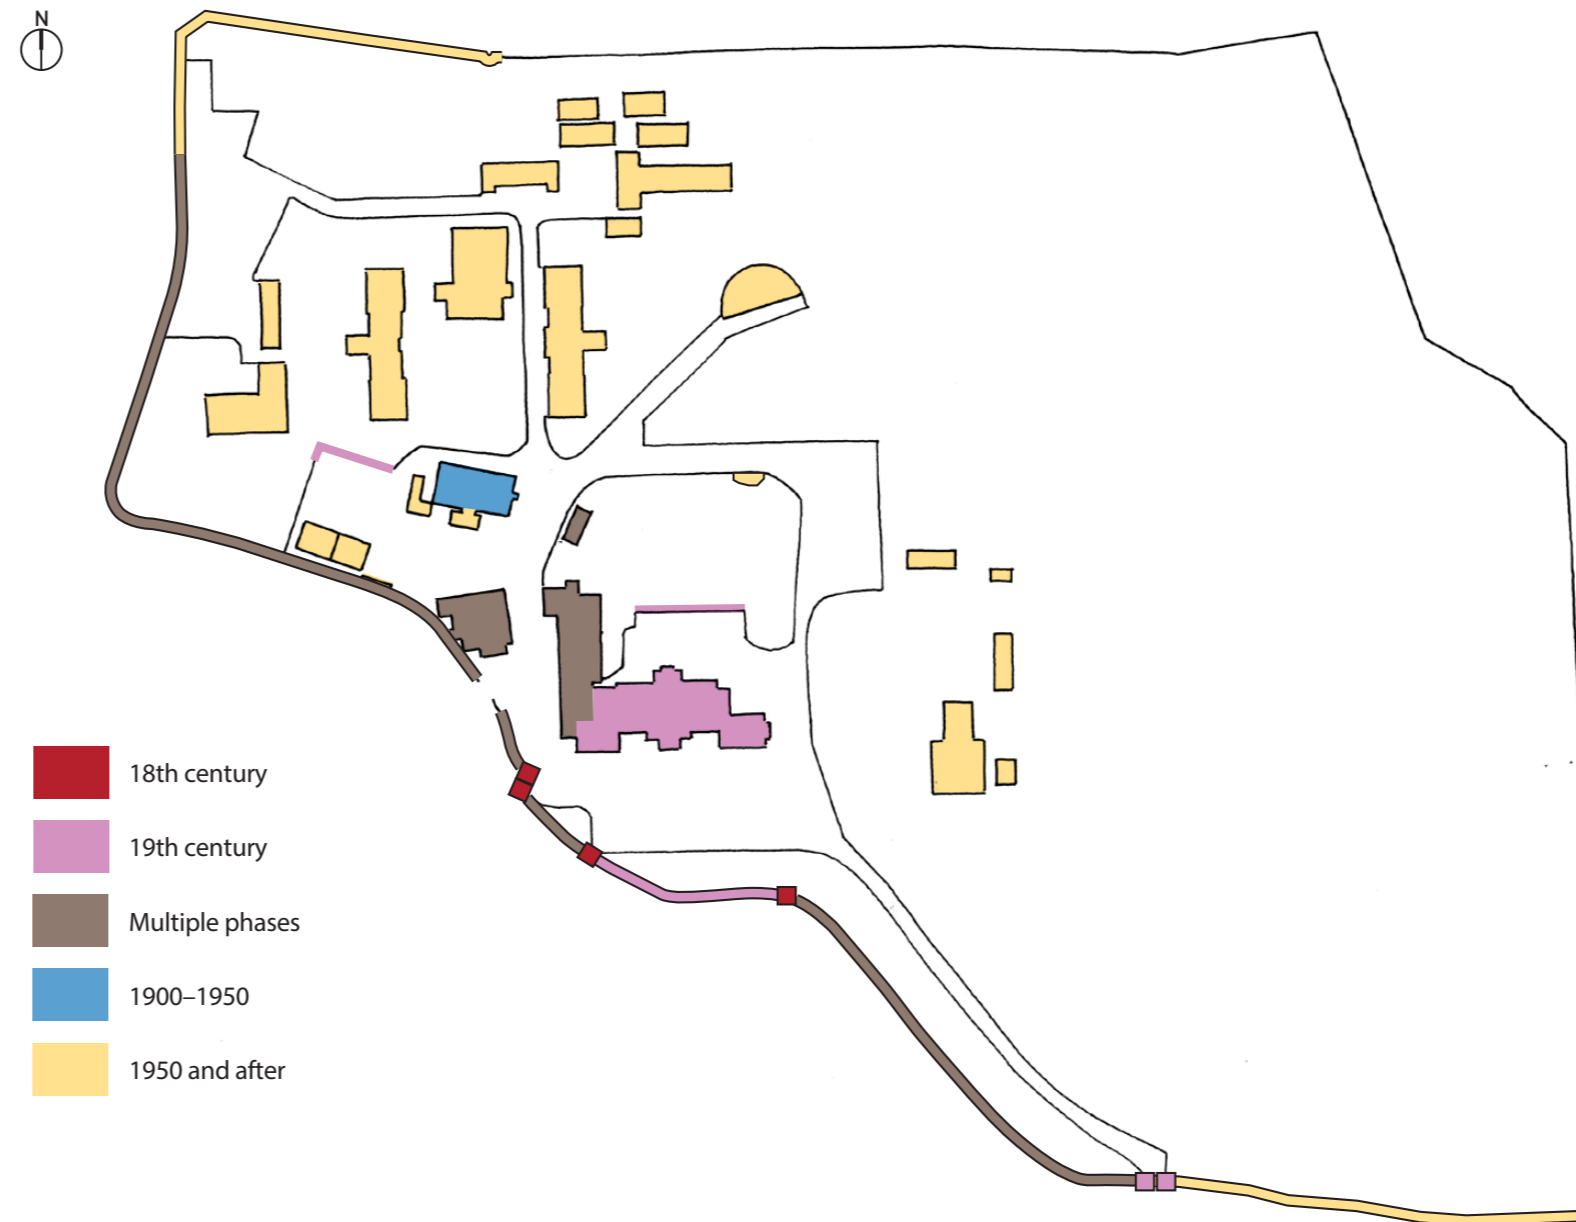 N
18th century
19th century
Multiple phases
1900–1950
1950 and after